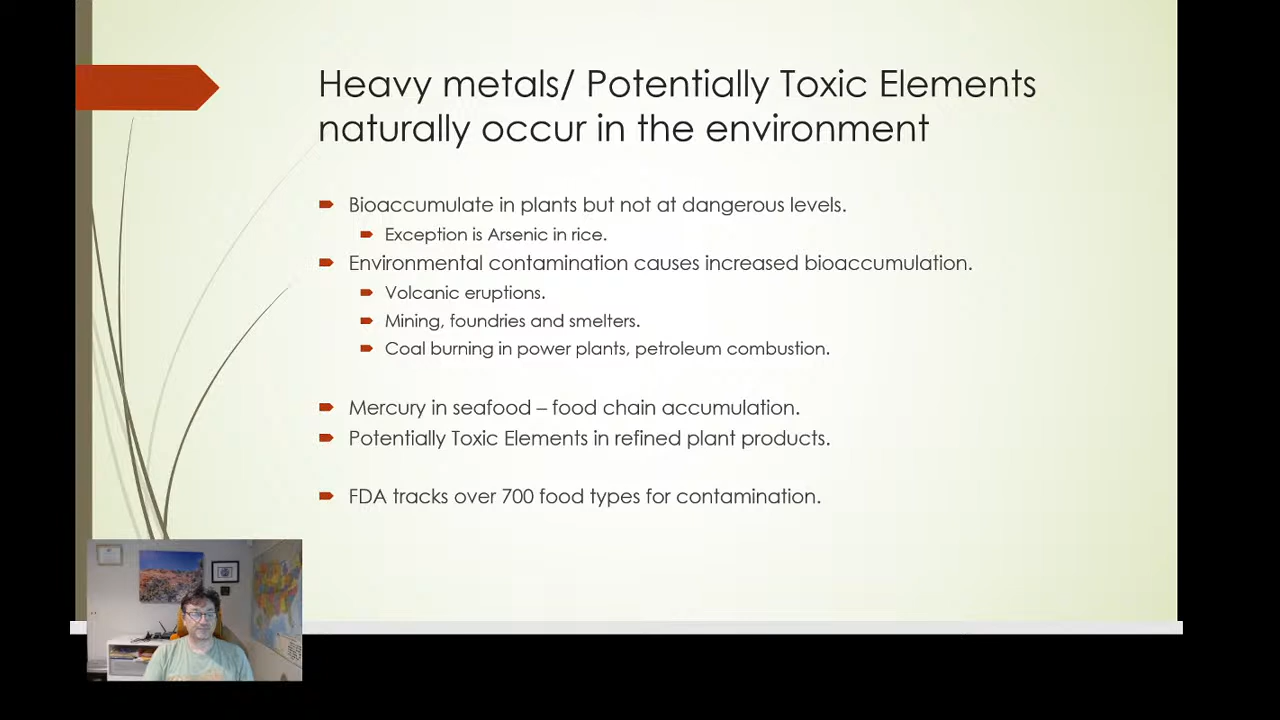 Heavy metals/ Potentially Toxic Elements
naturally occur in the environment
Bioaccumulate in plants but not at dangerous levels.
Exception is Arsenic in rice.
Environmental contamination causes increased bioaccumulation.
Volcanic eruptions.
Mining, foundries and smelters.
Coal burning in power plants, petroleum combustion.
Mercury in seafood – food chain accumulation.
Potentially Toxic Elements in refined plant products.
FDA tracks over 700 food types for contamination.